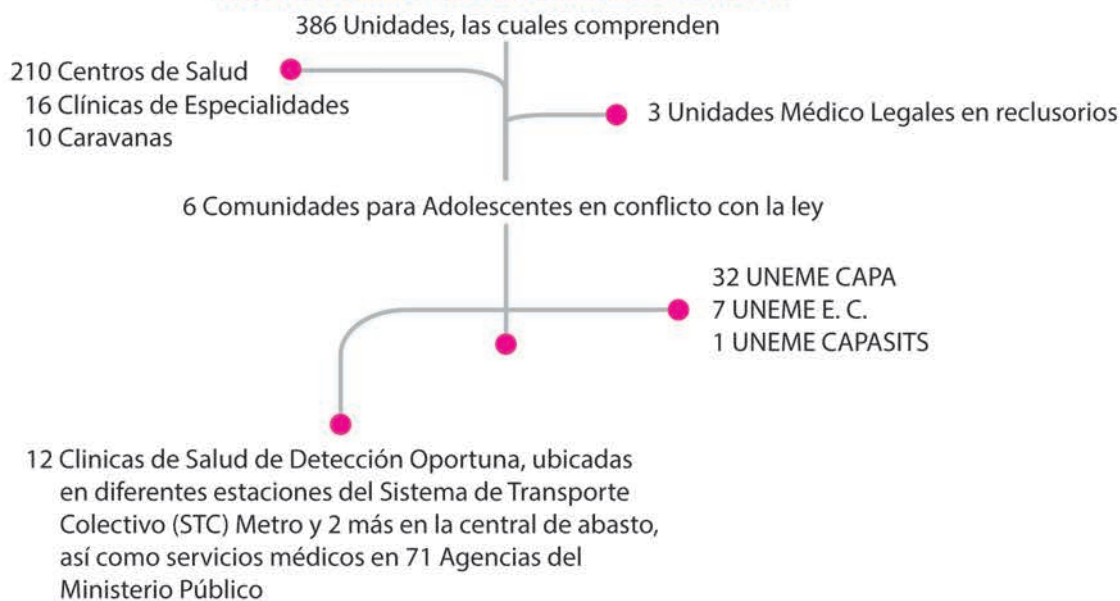 386 Unidades, las cuales comprenden
210 Centros de Salud
16 Clínicas de Especialidades
10 Caravanas
3 Unidades Médico Legales en reclusorios
6 Comunidades para Adolescentes en conflicto con la ley
32 UNEME CAPA
7 UNEME E. C.
1 UNEME CAPASITS
12 Clinicas de Salud de Detección Oportuna, ubicadas
en diferentes estaciones del Sistema de Transporte
Colectivo (STC) Metro y 2 más en la central de abasto,
así como servicios médicos en 71 Agencias del
Ministerio Público